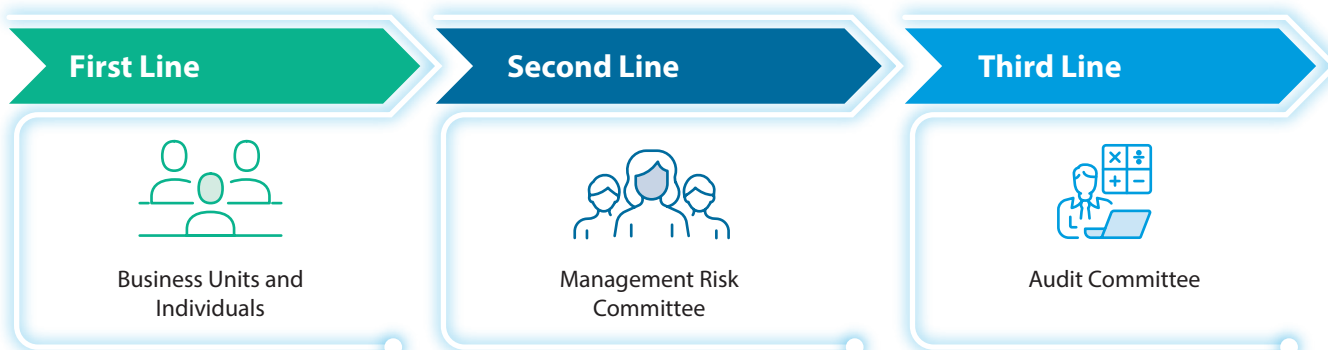 First Line
Business Units and
Individuals
Second Line
Management Risk
Committee
Third Line
Audit Committee